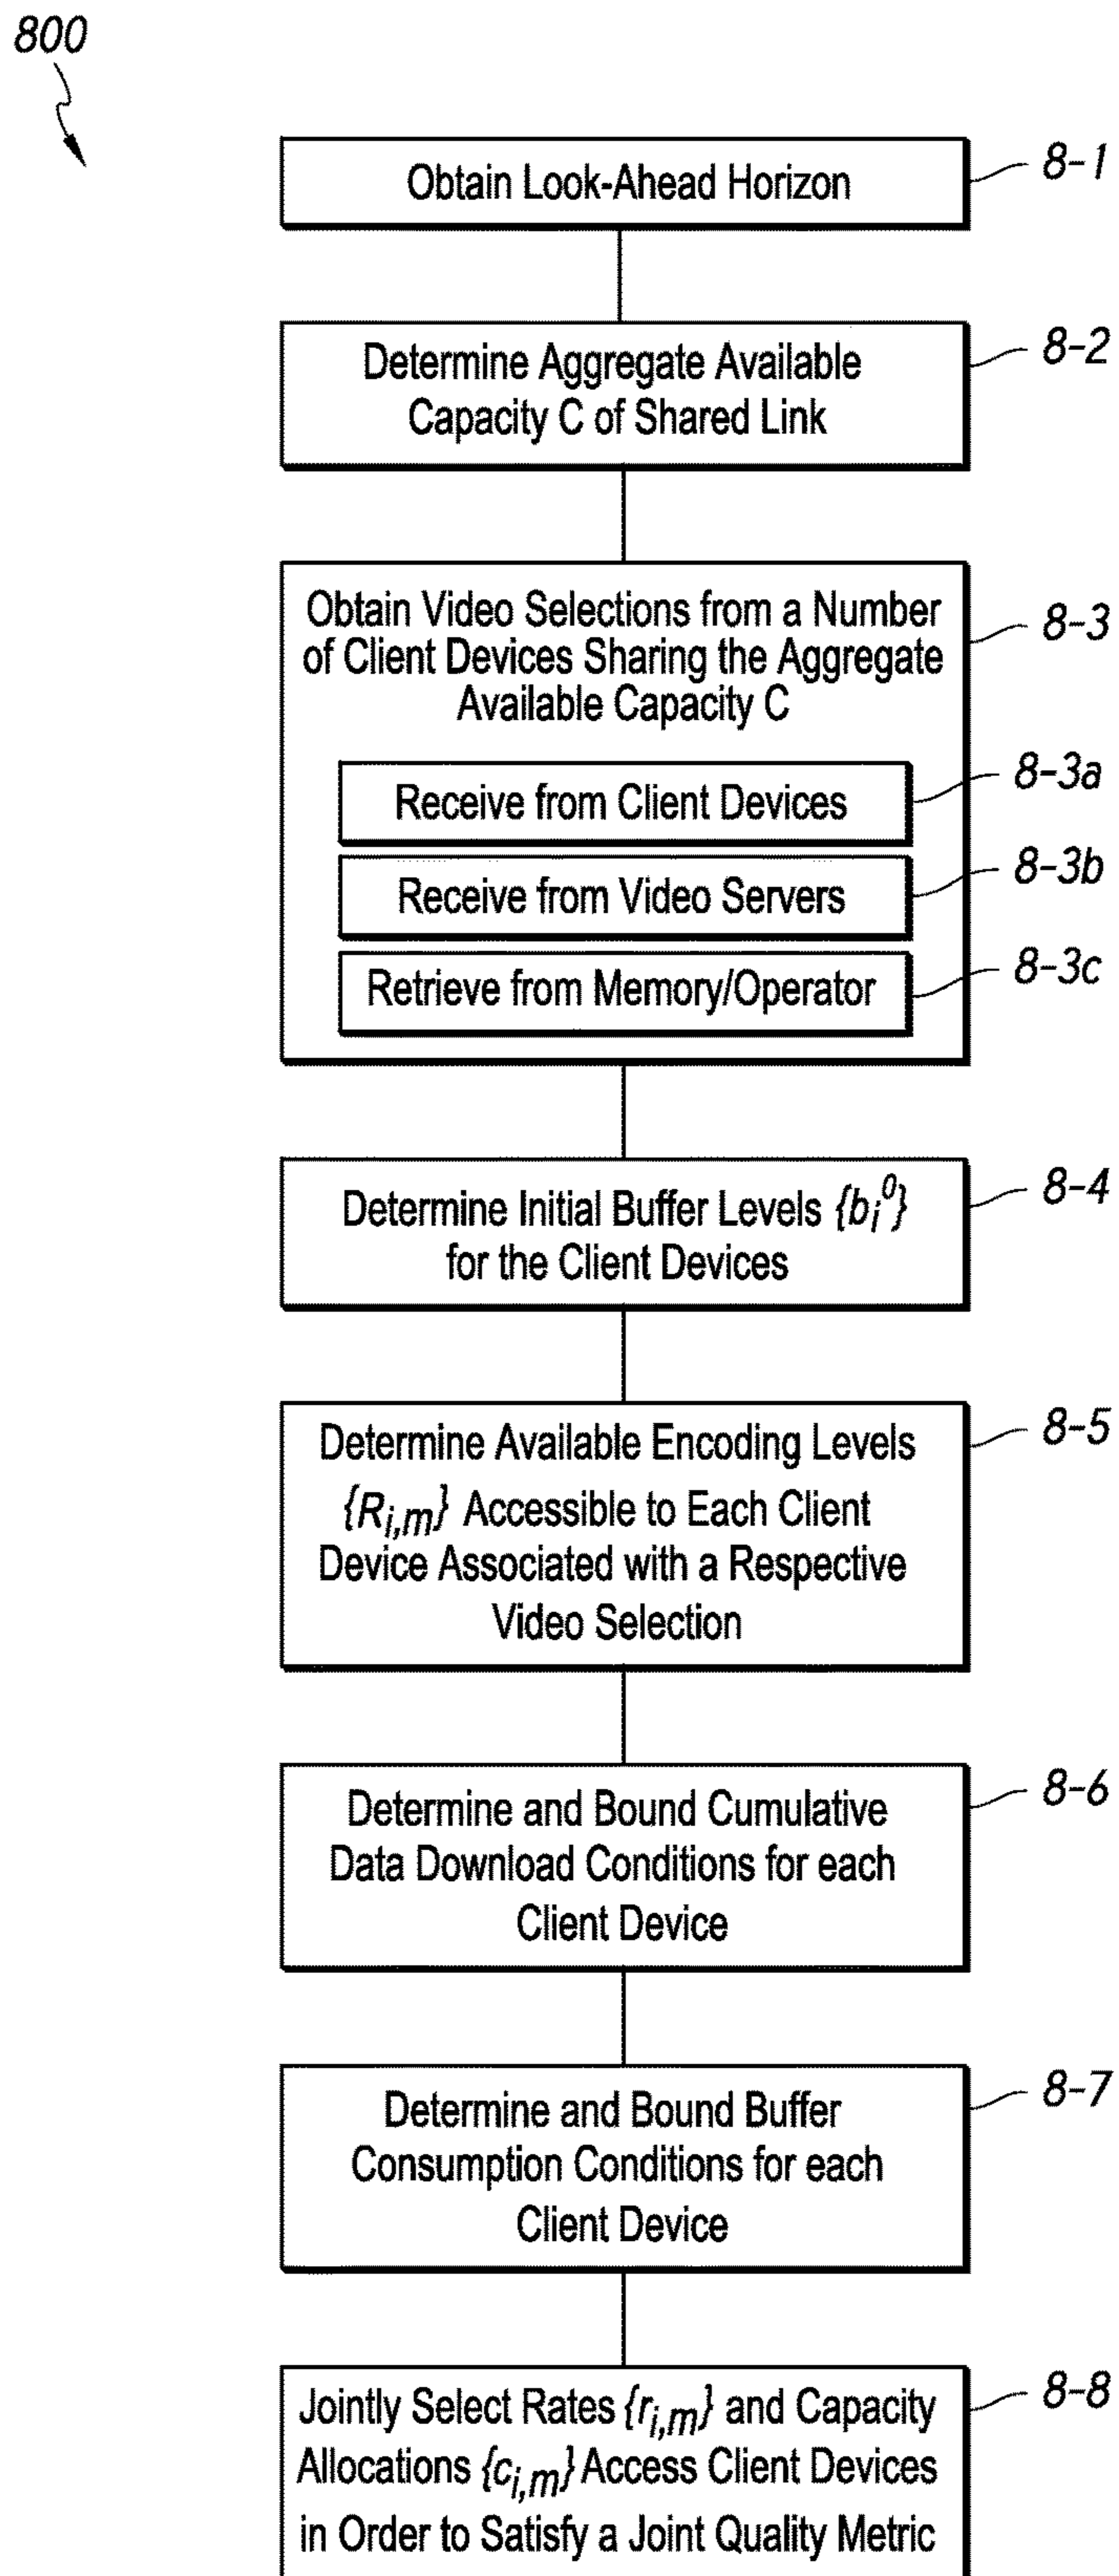 800
Obtain Look-Ahead Horizon
8-1
Determine Aggregate Available
Capacity C of Shared Link
8-2
Obtain Video Selections from a Number
of Client Devices Sharing the Aggregate
Available Capacity C
8-3
Receive from Client Devices
8-3a
Receive from Video Servers
8-3b
Retrieve from Memory/Operator
8-3c
Determine Initial Buffer Levels {b_i^0}
for the Client Devices
8-4
Determine Available Encoding Levels
{R_{i,m}} Accessible to Each Client
Device Associated with a Respective
Video Selection
8-5
Determine and Bound Cumulative
Data Download Conditions for each
Client Device
8-6
Determine and Bound Buffer
Consumption Conditions for each
Client Device
8-7
Jointly Select Rates {r_{i,m}} and Capacity
Allocations {c_{i,m}} Access Client Devices
in Order to Satisfy a Joint Quality Metric
8-8